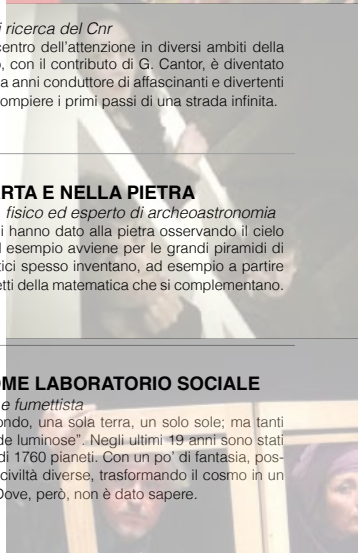 i ricerca del Cnr
centro dell'attenzione in diversi ambiti della
o, con il contributo di G. Cantor, è diventato
a anni conduttore di affascinanti e divertenti
ompiere i primi passi di una strada infinita.
RTA E NELLA PIETRA
fisico ed esperto di archeoastronomia
i hanno dato alla pietra osservando il cielo
d esempio avviene per le grandi piramidi di
tici spesso inventano, ad esempio a partire
etti della matematica che si complementano.
OME LABORATORIO SOCIALE
e fumettista
ondo, una sola terra, un solo sole; ma tanti
de luminose". Negli ultimi 19 anni sono stati
di 1760 pianeti. Con un po' di fantasia, pos-
civiltà diverse, trasformando il cosmo in un
Dove, però, non è dato sapere.